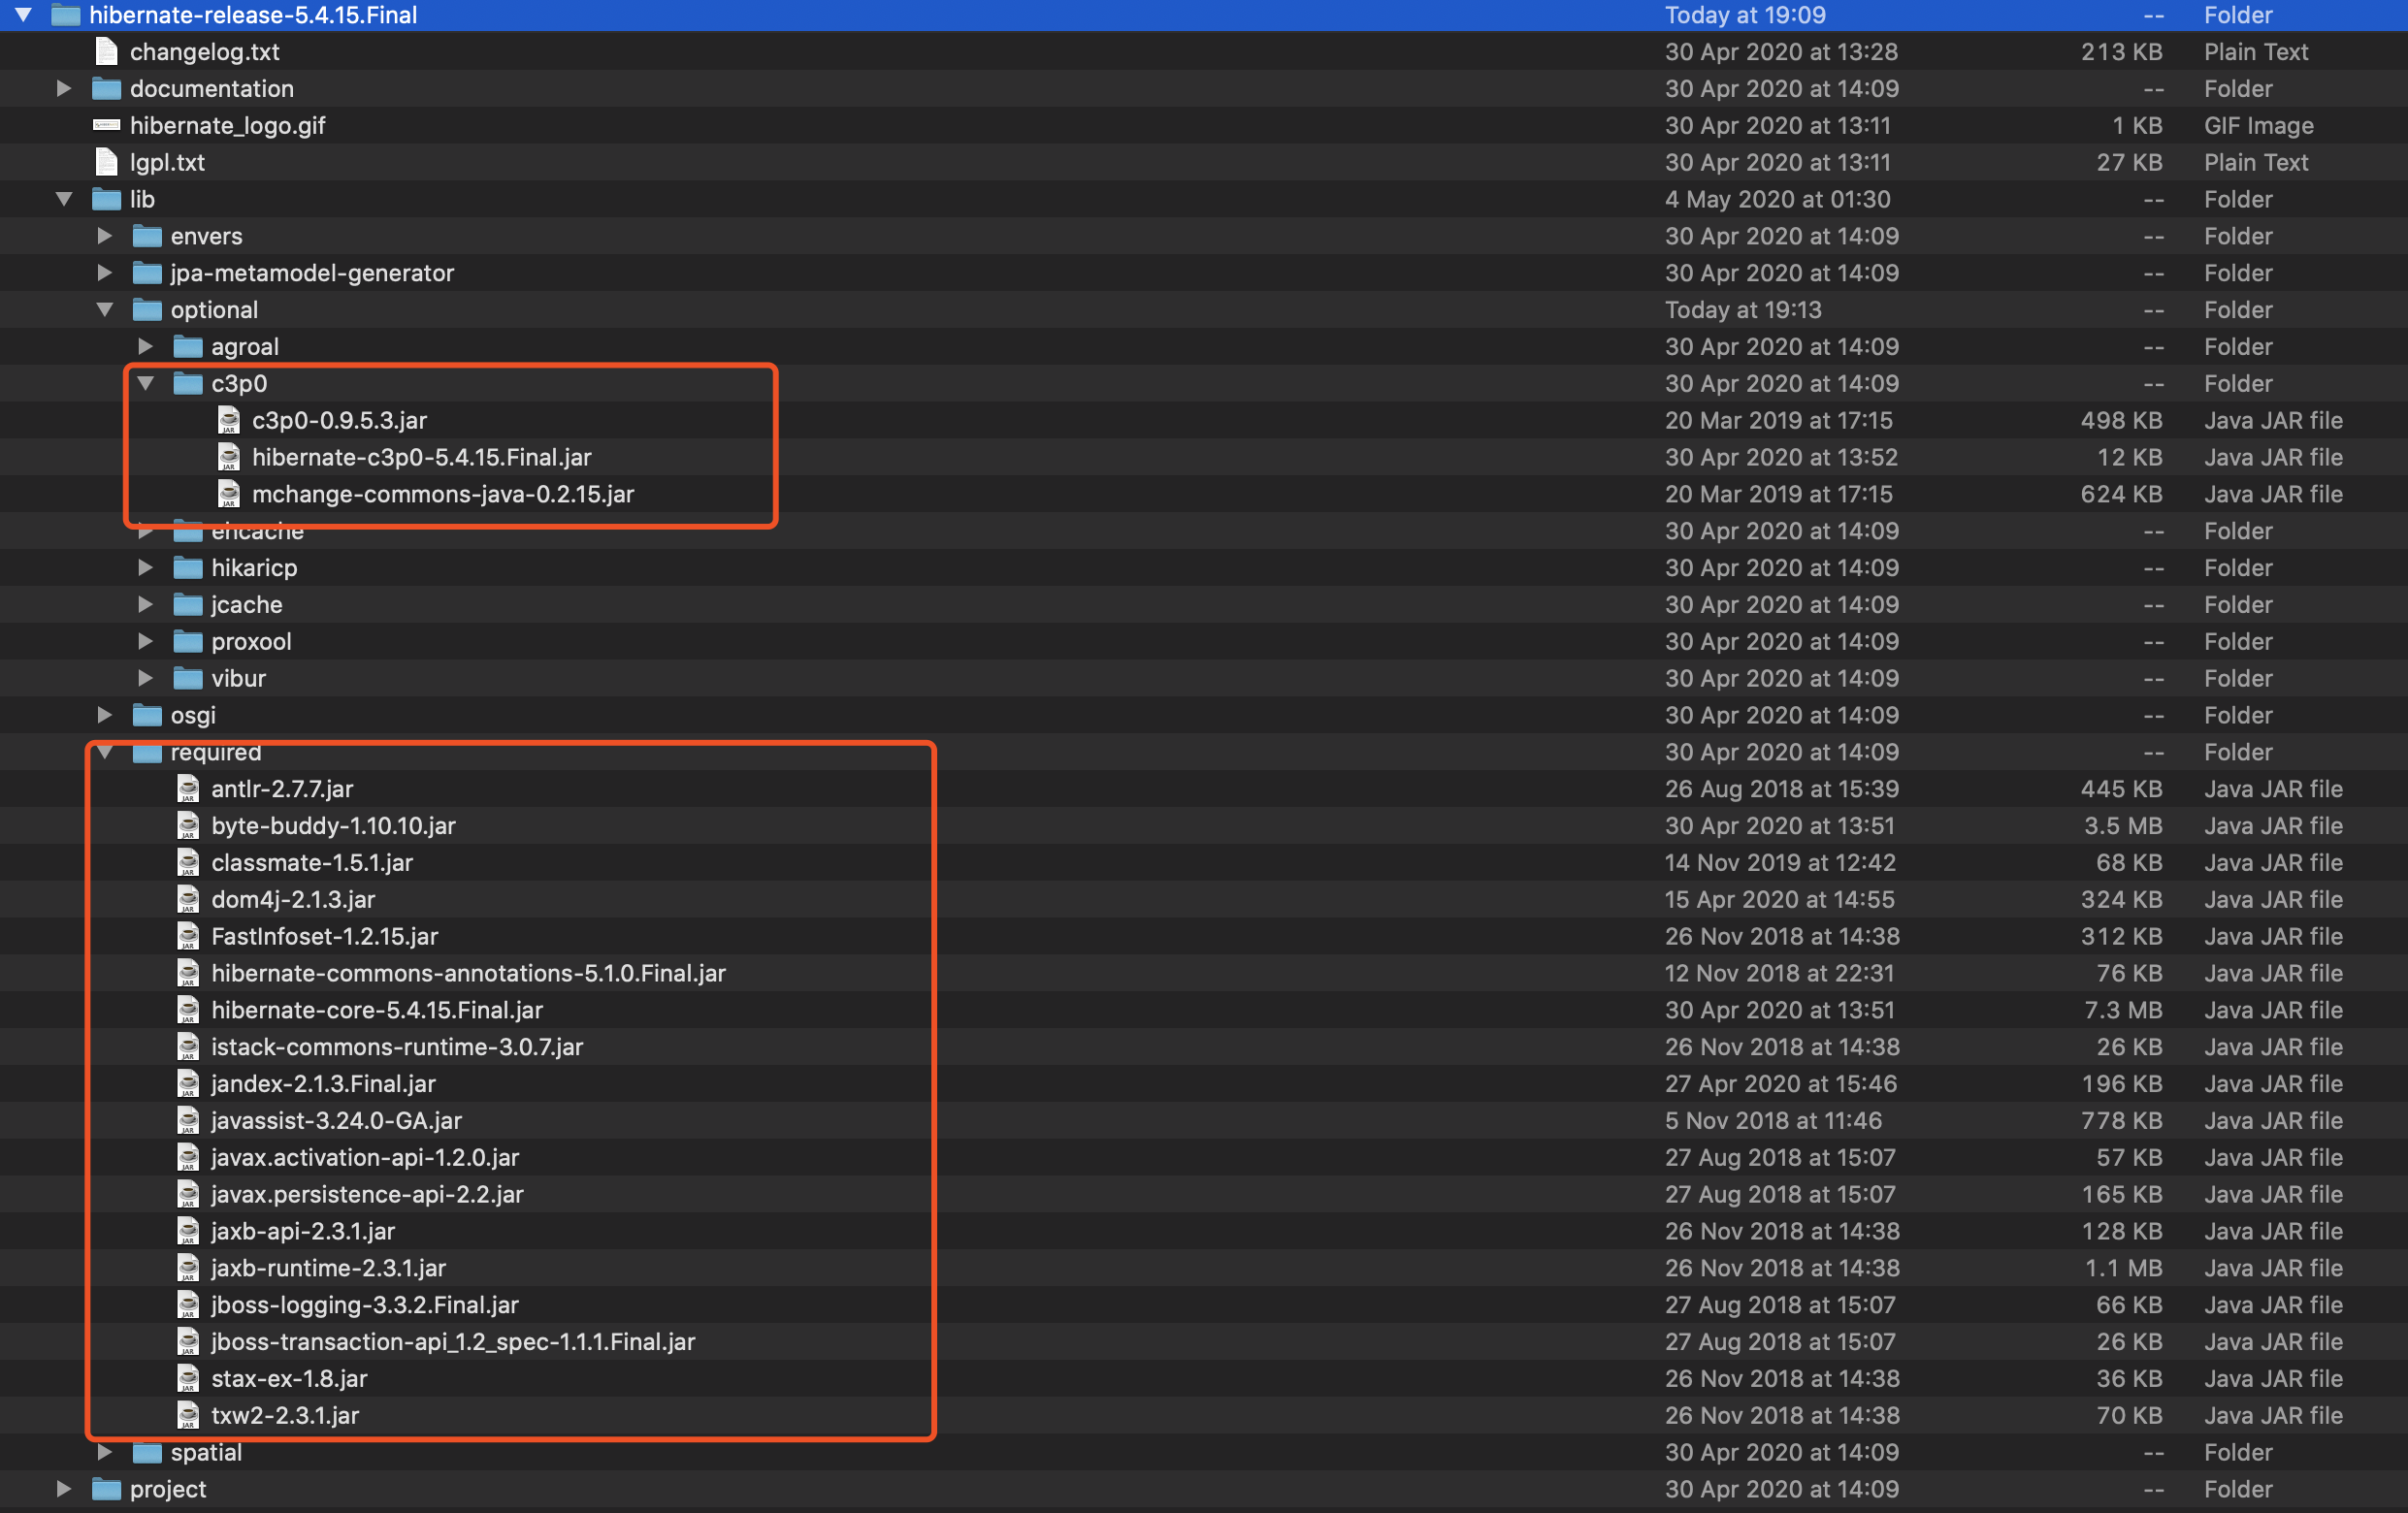 hibernate-release-5.4.15.Final Today at 19:09 -- Folder
changelog.txt 30 Apr 2020 at 13:28 213 KB Plain Text
documentation 30 Apr 2020 at 14:09 -- Folder
hibernate_logo.gif 30 Apr 2020 at 13:11 1 KB GIF Image
lgpl.txt 30 Apr 2020 at 13:11 27 KB Plain Text
lib 4 May 2020 at 01:30 -- Folder
envers 30 Apr 2020 at 14:09 -- Folder
jpa-metamodel-generator 30 Apr 2020 at 14:09 -- Folder
optional Today at 19:13 -- Folder
agroal 30 Apr 2020 at 14:09 -- Folder
c3p0 30 Apr 2020 at 14:09 -- Folder
c3p0-0.9.5.3.jar 20 Mar 2019 at 17:15 498 KB Java JAR file
hibernate-c3p0-5.4.15.Final.jar 30 Apr 2020 at 13:52 12 KB Java JAR file
mchange-commons-java-0.2.15.jar 20 Mar 2019 at 17:15 624 KB Java JAR file
ehcache 30 Apr 2020 at 14:09 -- Folder
hikaricp 30 Apr 2020 at 14:09 -- Folder
jcache 30 Apr 2020 at 14:09 -- Folder
proxool 30 Apr 2020 at 14:09 -- Folder
vibur 30 Apr 2020 at 14:09 -- Folder
osgi 30 Apr 2020 at 14:09 -- Folder
required 30 Apr 2020 at 14:09 -- Folder
antlr-2.7.7.jar 26 Aug 2018 at 15:39 445 KB Java JAR file
byte-buddy-1.10.10.jar 30 Apr 2020 at 13:51 3.5 MB Java JAR file
classmate-1.5.1.jar 14 Nov 2019 at 12:42 68 KB Java JAR file
dom4j-2.1.3.jar 15 Apr 2020 at 14:55 324 KB Java JAR file
FastInfoset-1.2.15.jar 26 Nov 2018 at 14:38 312 KB Java JAR file
hibernate-commons-annotations-5.1.0.Final.jar 12 Nov 2018 at 22:31 76 KB Java JAR file
hibernate-core-5.4.15.Final.jar 30 Apr 2020 at 13:51 7.3 MB Java JAR file
istack-commons-runtime-3.0.7.jar 26 Nov 2018 at 14:38 26 KB Java JAR file
jandex-2.1.3.Final.jar 27 Apr 2020 at 15:46 196 KB Java JAR file
javassist-3.24.0-GA.jar 5 Nov 2018 at 11:46 778 KB Java JAR file
javax.activation-api-1.2.0.jar 27 Aug 2018 at 15:07 57 KB Java JAR file
javax.persistence-api-2.2.jar 27 Aug 2018 at 15:07 165 KB Java JAR file
jaxb-api-2.3.1.jar 26 Nov 2018 at 14:38 128 KB Java JAR file
jaxb-runtime-2.3.1.jar 26 Nov 2018 at 14:38 1.1 MB Java JAR file
jboss-logging-3.3.2.Final.jar 27 Aug 2018 at 15:07 66 KB Java JAR file
jboss-transaction-api_1.2_spec-1.1.1.Final.jar 27 Aug 2018 at 15:07 26 KB Java JAR file
stax-ex-1.8.jar 26 Nov 2018 at 14:38 36 KB Java JAR file
txw2-2.3.1.jar 26 Nov 2018 at 14:38 70 KB Java JAR file
spatial 30 Apr 2020 at 14:09 -- Folder
project 30 Apr 2020 at 14:09 -- Folder